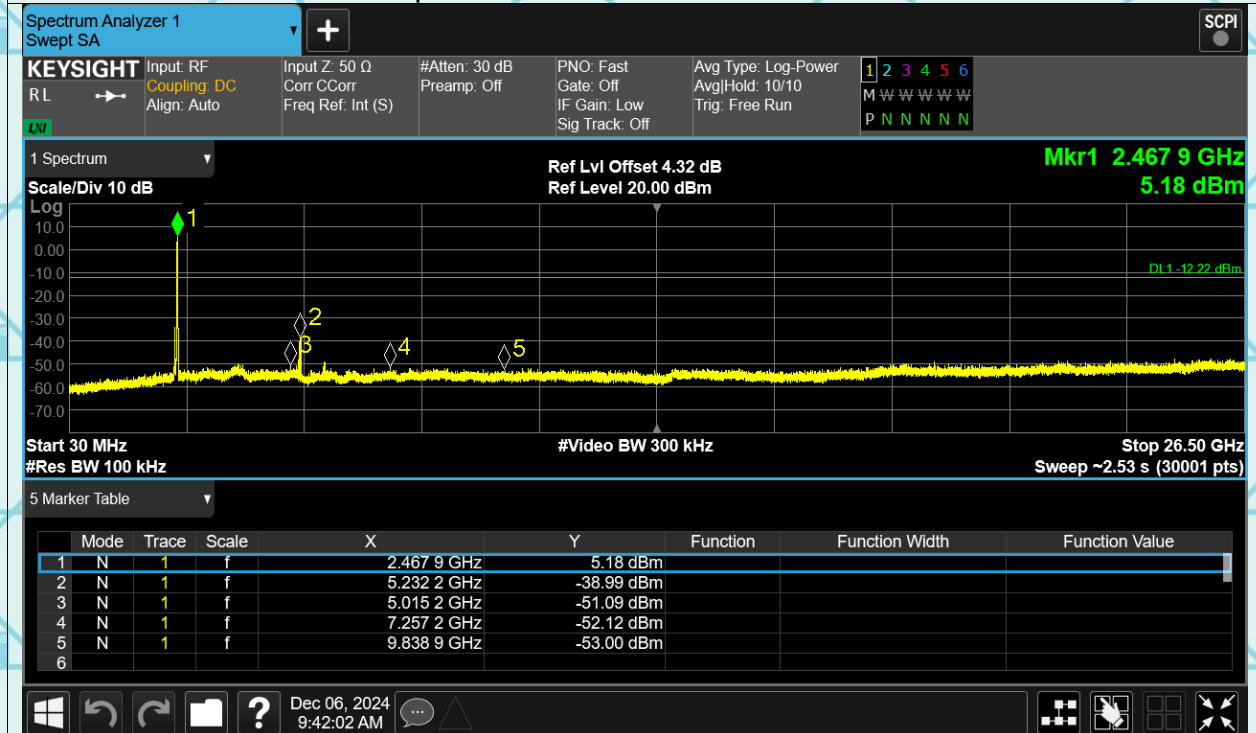 Spectrum Analyzer 1
Swept SA
+
SCPI
KEYSIGHT
R L
LXI
Input: RF
Coupling: DC
Align: Auto
Input Z: 50 Ω
Corr CCorr
Freq Ref: Int (S)
#Atten: 30 dB
Preamp: Off
PNO: Fast
Gate: Off
IF Gain: Low
Sig Track: Off
Avg Type: Log-Power
Avg|Hold: 10/10
Trig: Free Run
1 2 3 4 5 6
M W W W W W
P N N N N N
1 Spectrum
Scale/Div 10 dB
Ref Lvl Offset 4.32 dB
Ref Level 20.00 dBm
Mkr1 2.467 9 GHz
5.18 dBm
Log
10.0
0.00
-10.0
-20.0
-30.0
-40.0
-50.0
-60.0
-70.0
1
2
3
4
5
DL1 -12.22 dBm
Start 30 MHz
#Video BW 300 kHz
Stop 26.50 GHz
#Res BW 100 kHz
Sweep ~2.53 s (30001 pts)
5 Marker Table
Mode Trace Scale X Y Function Function Width Function Value
1 N 1 f 2.467 9 GHz 5.18 dBm
2 N 1 f 5.232 2 GHz -38.99 dBm
3 N 1 f 5.015 2 GHz -51.09 dBm
4 N 1 f 7.257 2 GHz -52.12 dBm
5 N 1 f 9.838 9 GHz -53.00 dBm
6
?
Dec 06, 2024
9:42:02 AM